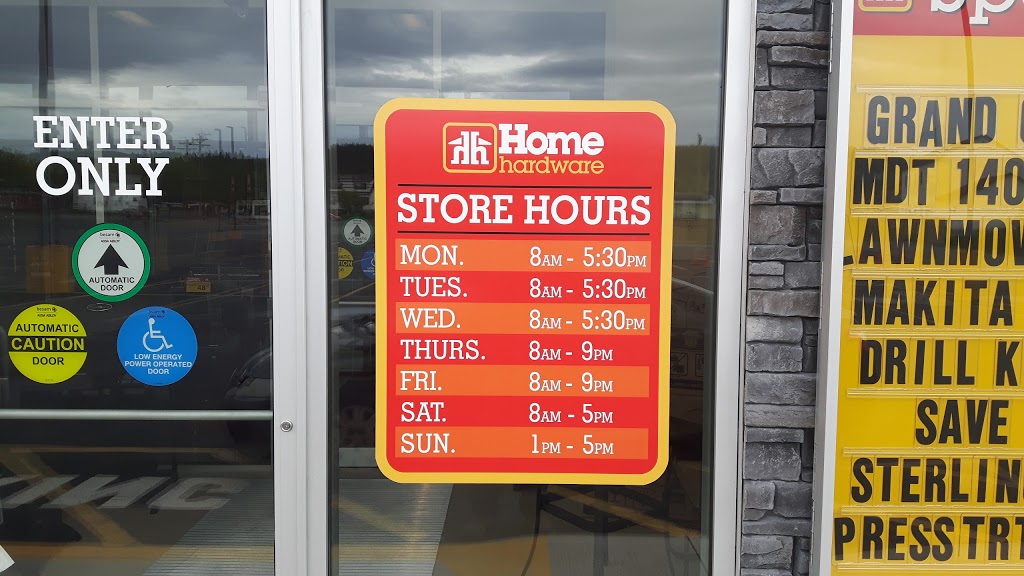 ENTER
ONLY
AUTOMATIC
DOOR
AUTOMATIC
CAUTION
DOOR
LOW ENERGY
POWER OPERATED
DOOR
Home
hardware
STORE HOURS
MON. 8AM - 5:30PM
TUES. 8AM - 5:30PM
WED. 8AM - 5:30PM
THURS. 8AM - 9PM
FRI. 8AM - 9PM
SAT. 8AM - 5PM
SUN. 1PM - 5PM
GRAND
MDT 140
MAKITA
DRILL K
SAVE
STERLIN
PRESSTRT